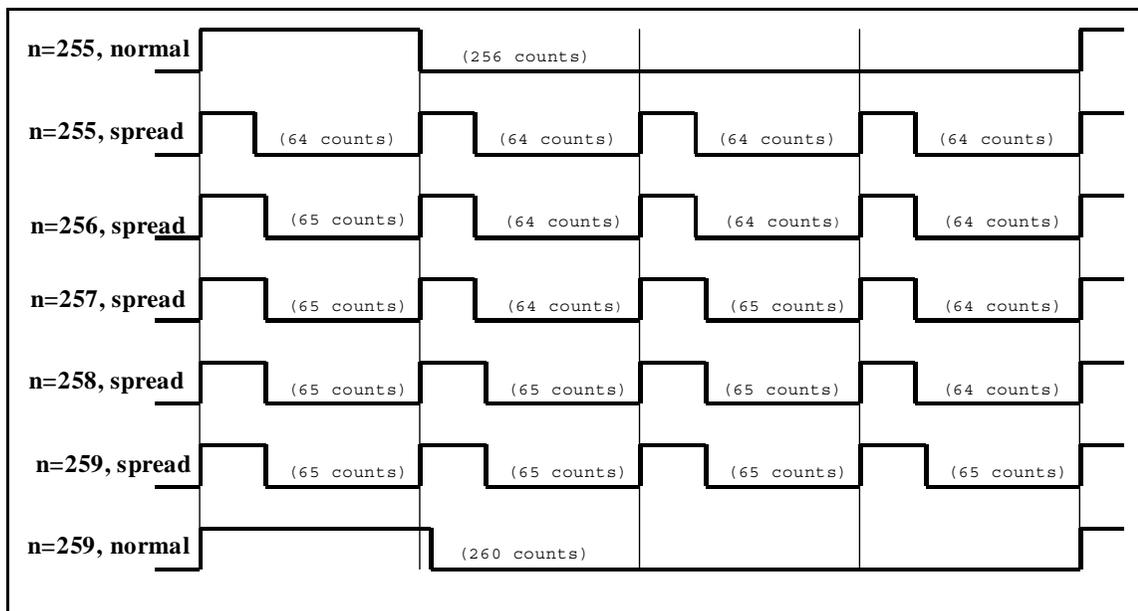 n=255, normal
(256 counts)
n=255, spread
(64 counts)
(64 counts)
(64 counts)
(64 counts)
n=256, spread
(65 counts)
(64 counts)
(64 counts)
(64 counts)
n=257, spread
(65 counts)
(64 counts)
(65 counts)
(64 counts)
n=258, spread
(65 counts)
(65 counts)
(65 counts)
(64 counts)
n=259, spread
(65 counts)
(65 counts)
(65 counts)
(65 counts)
n=259, normal
(260 counts)